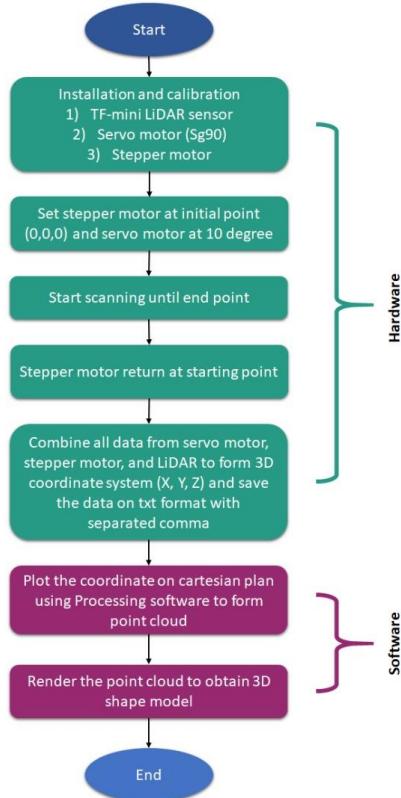 Start
Installation and calibration
1) TF-mini LiDAR sensor
2) Servo motor (Sg90)
3) Stepper motor
Set stepper motor at initial point
(0,0,0) and servo motor at 10 degree
Start scanning until end point
Stepper motor return at starting point
Combine all data from servo motor,
stepper motor, and LiDAR to form 3D
coordinate system (X, Y, Z) and save
the data on txt format with
separated comma
Hardware
Plot the coordinate on cartesian plan
using Processing software to form
point cloud
Render the point cloud to obtain 3D
shape model
Software
End